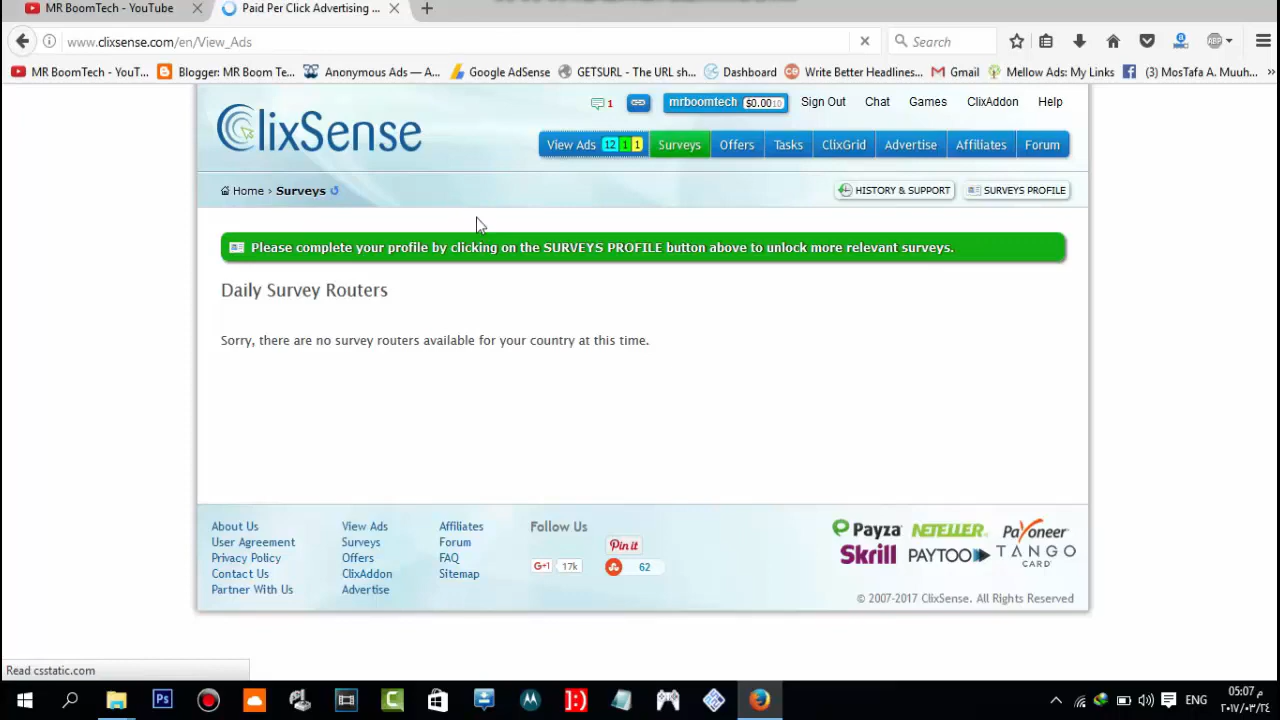 MR BoomTech - YouTube
Paid Per Click Advertising ...
www.clixsense.com/en/View_Ads
Search
ABP
MR BoomTech - YouT...
Blogger: MR Boom Te...
Anonymous Ads — A...
Google AdSense
GETSURL - The URL sh...
Dashboard
Write Better Headlines...
Gmail
Mellow Ads: My Links
(3) MosTafa A. Muuh...
ClixSense
1
mrboomtech $0.0010
Sign Out
Chat
Games
ClixAddon
Help
View Ads 12 1 1
Surveys
Offers
Tasks
ClixGrid
Advertise
Affiliates
Forum
Home › Surveys
HISTORY & SUPPORT
SURVEYS PROFILE
Please complete your profile by clicking on the SURVEYS PROFILE button above to unlock more relevant surveys.
Daily Survey Routers
Sorry, there are no survey routers available for your country at this time.
About Us
User Agreement
Privacy Policy
Contact Us
Partner With Us
View Ads
Surveys
Offers
ClixAddon
Advertise
Affiliates
Forum
FAQ
Sitemap
Follow Us
Pin it
G+1 17k
62
Payza
NETELLER
Payoneer
Skrill
PAYTOO
TANGO CARD
© 2007-2017 ClixSense. All Rights Reserved
Read csstatic.com
Ps
ENG
05:07 م
٢٠١٧/٠٣/٢٤